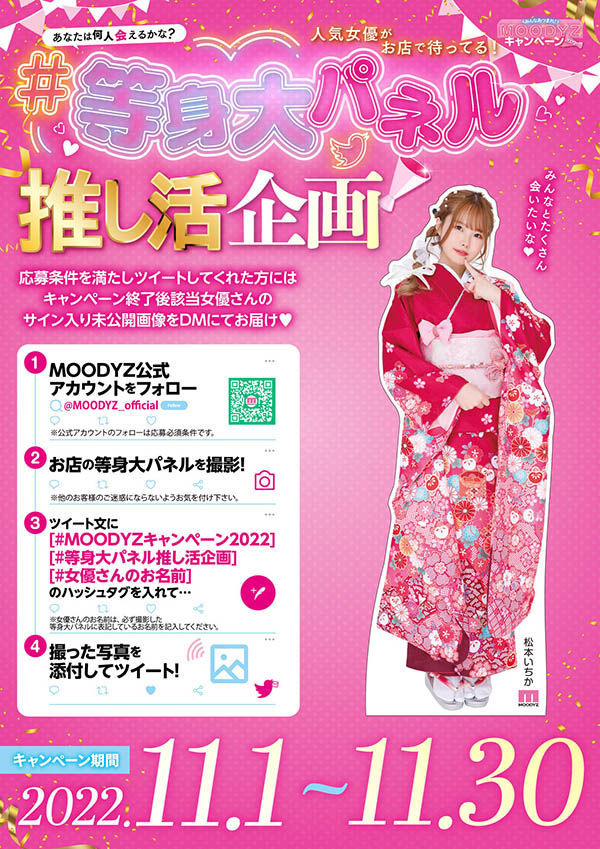 あなたは何人会えるかな?
人気女優がお店で待ってる!
みんなあつまれ!
MOODYZ
キャンペーン
#等身大パネル
推し活企画
みんなとたくさん
会いたいな♥
応募条件を満たしツイートしてくれた方には
キャンペーン終了後該当女優さんの
サイン入り未公開画像をDMにてお届け♥
1
MOODYZ公式
アカウントをフォロー
@MOODYZ_official
Follow
※公式アカウントのフォローは応募必須条件です。
2
お店の等身大パネルを撮影!
※他のお客様のご迷惑にならないようお気を付け下さい。
3
ツイート文に
[#MOODYZキャンペーン2022]
[#等身大パネル推し活企画]
[#女優さんのお名前]
のハッシュタグを入れて…
※女優さんのお名前は、必ず撮影した
等身大パネルに表記しているお名前を記入してください。
4
撮った写真を
添付してツイート!
松本いちか
MOODYZ
キャンペーン期間
2022.11.1~11.30